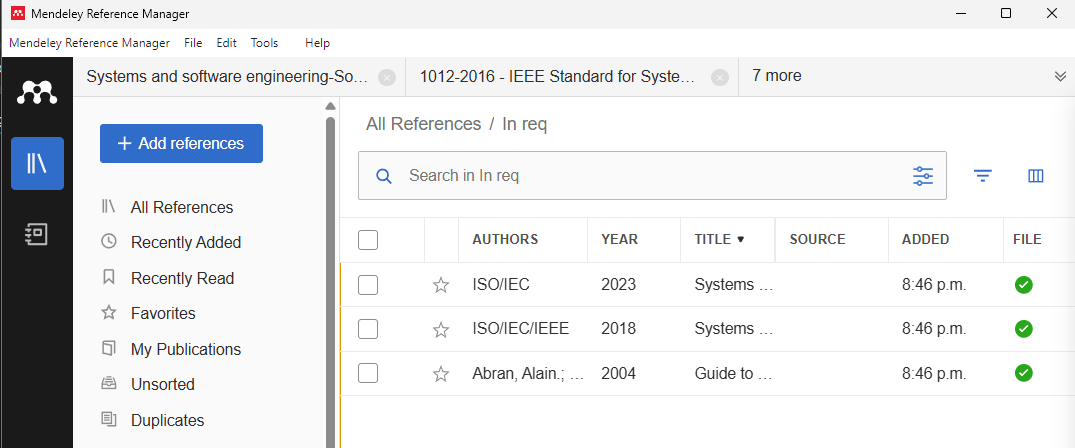 Mendeley Reference Manager
Mendeley Reference Manager File Edit Tools Help
Systems and software engineering-So... 1012-2016 - IEEE Standard for Syste... 7 more
+ Add references
All References
Recently Added
Recently Read
Favorites
My Publications
Unsorted
Duplicates
All References / In req
Search in In req
AUTHORS YEAR TITLE SOURCE ADDED FILE
ISO/IEC 2023 Systems ... 8:46 p.m.
ISO/IEC/IEEE 2018 Systems ... 8:46 p.m.
Abran, Alain.; ... 2004 Guide to ... 8:46 p.m.